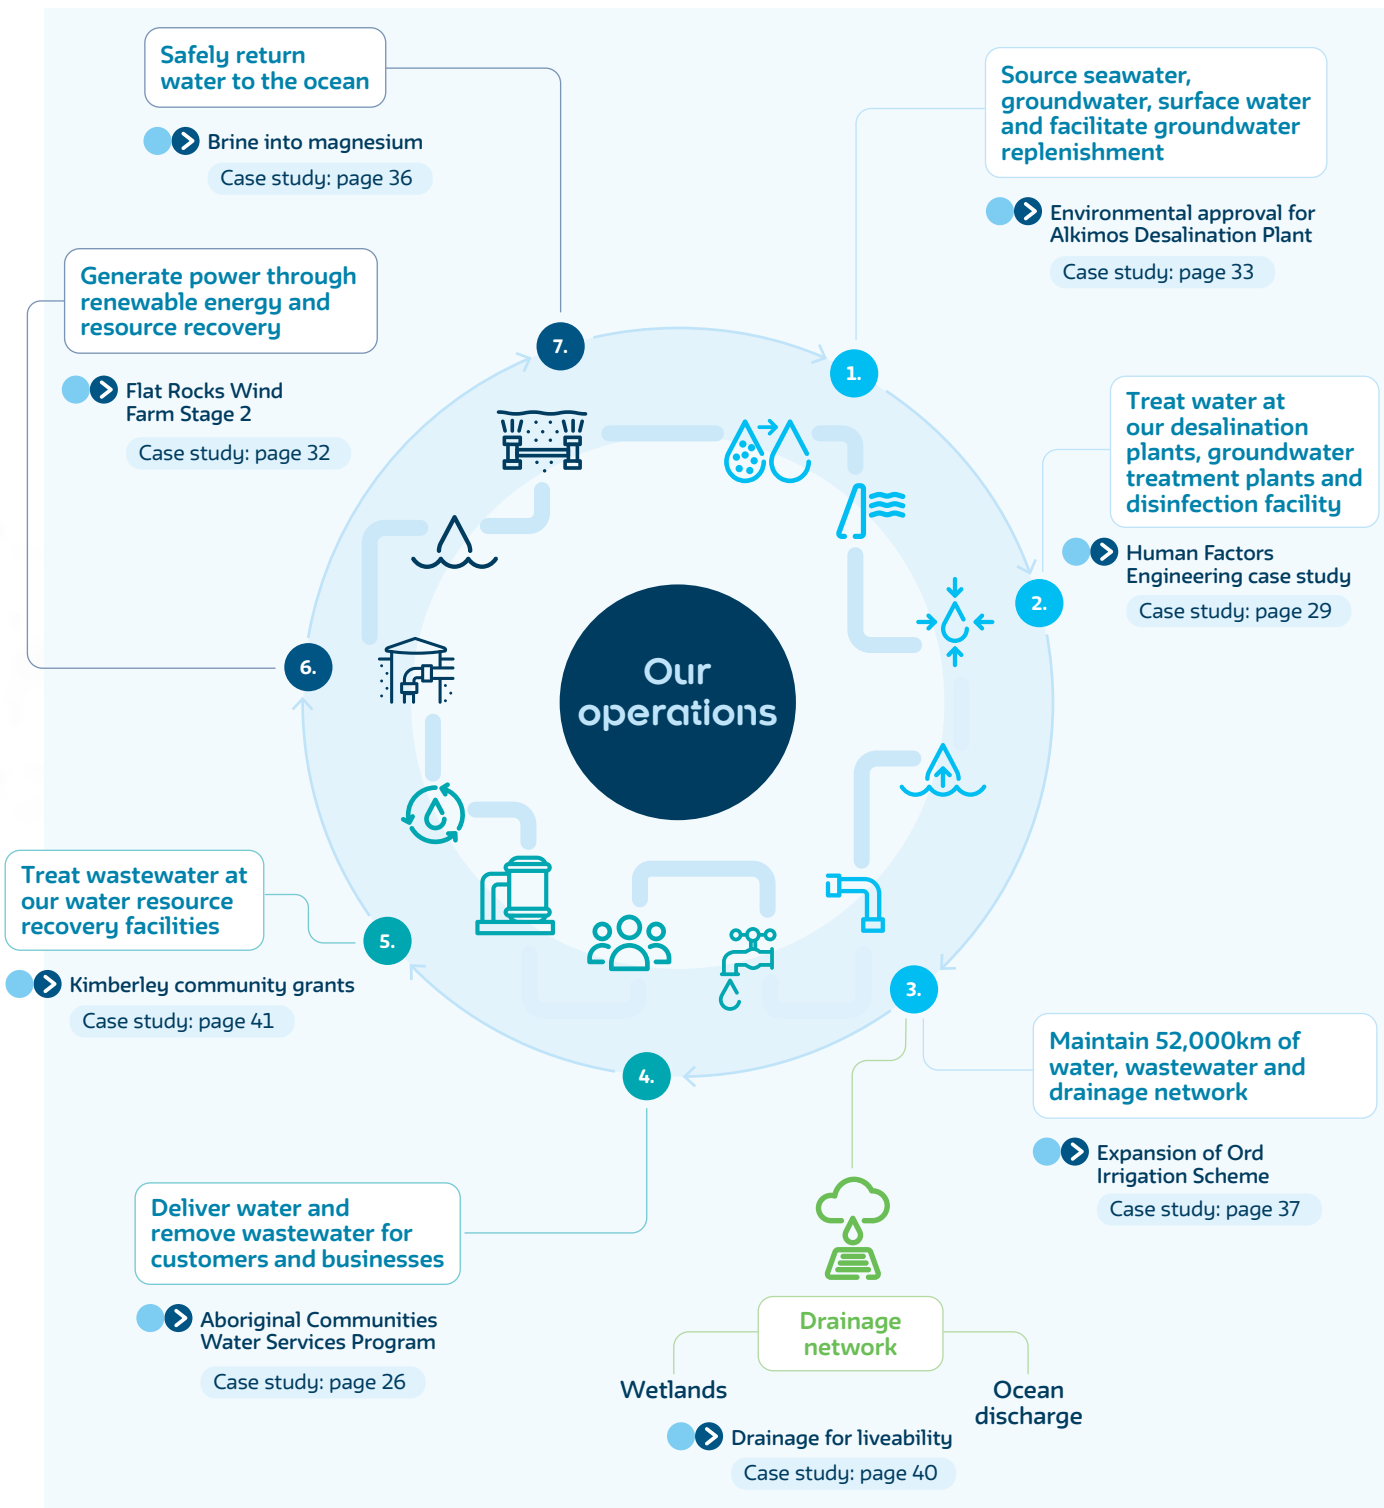 Safely return
water to the ocean
Brine into magnesium
Case study: page 36
Source seawater,
groundwater, surface water
and facilitate groundwater
replenishment
Environmental approval for
Alkimos Desalination Plant
Case study: page 33
Generate power through
renewable energy and
resource recovery
Flat Rocks Wind
Farm Stage 2
Case study: page 32
Treat water at
our desalination
plants, groundwater
treatment plants and
disinfection facility
Human Factors
Engineering case study
Case study: page 29
7.
1.
2.
6.
Our
operations
5.
3.
4.
Treat wastewater at
our water resource
recovery facilities
Kimberley community grants
Case study: page 41
Maintain 52,000km of
water, wastewater and
drainage network
Expansion of Ord
Irrigation Scheme
Case study: page 37
Deliver water and
remove wastewater for
customers and businesses
Aboriginal Communities
Water Services Program
Case study: page 26
Drainage
network
Wetlands
Ocean
discharge
Drainage for liveability
Case study: page 40